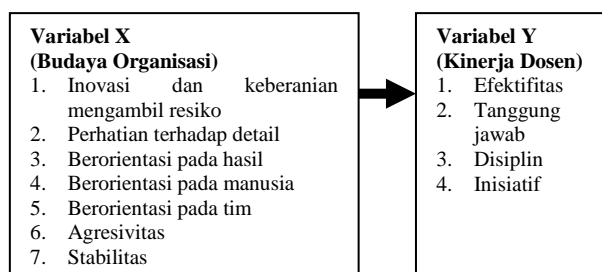 Variabel X
(Budaya Organisasi)
1. Inovasi dan keberanian
mengambil resiko
2. Perhatian terhadap detail
3. Berorientasi pada hasil
4. Berorientasi pada manusia
5. Berorientasi pada tim
6. Agresivitas
7. Stabilitas
Variabel Y
(Kinerja Dosen)
1. Efektifitas
2. Tanggung
jawab
3. Disiplin
4. Inisiatif